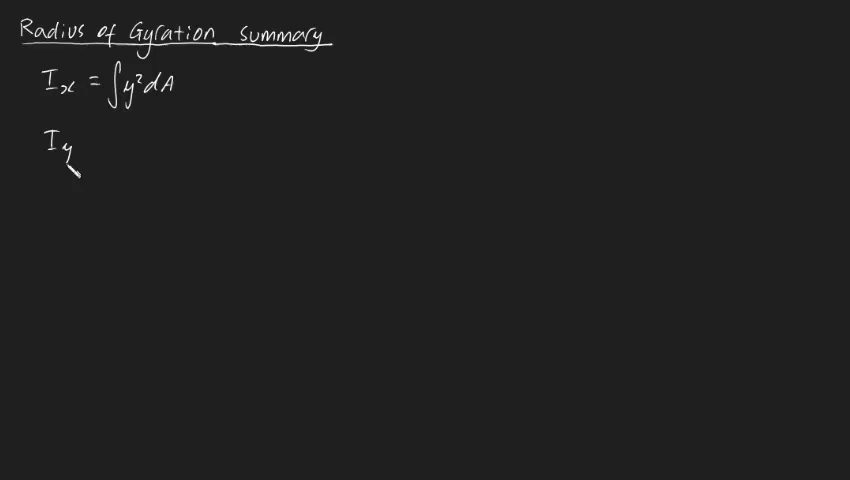 Radius of Gyration summary
Ix = ∫y²dA
Iy